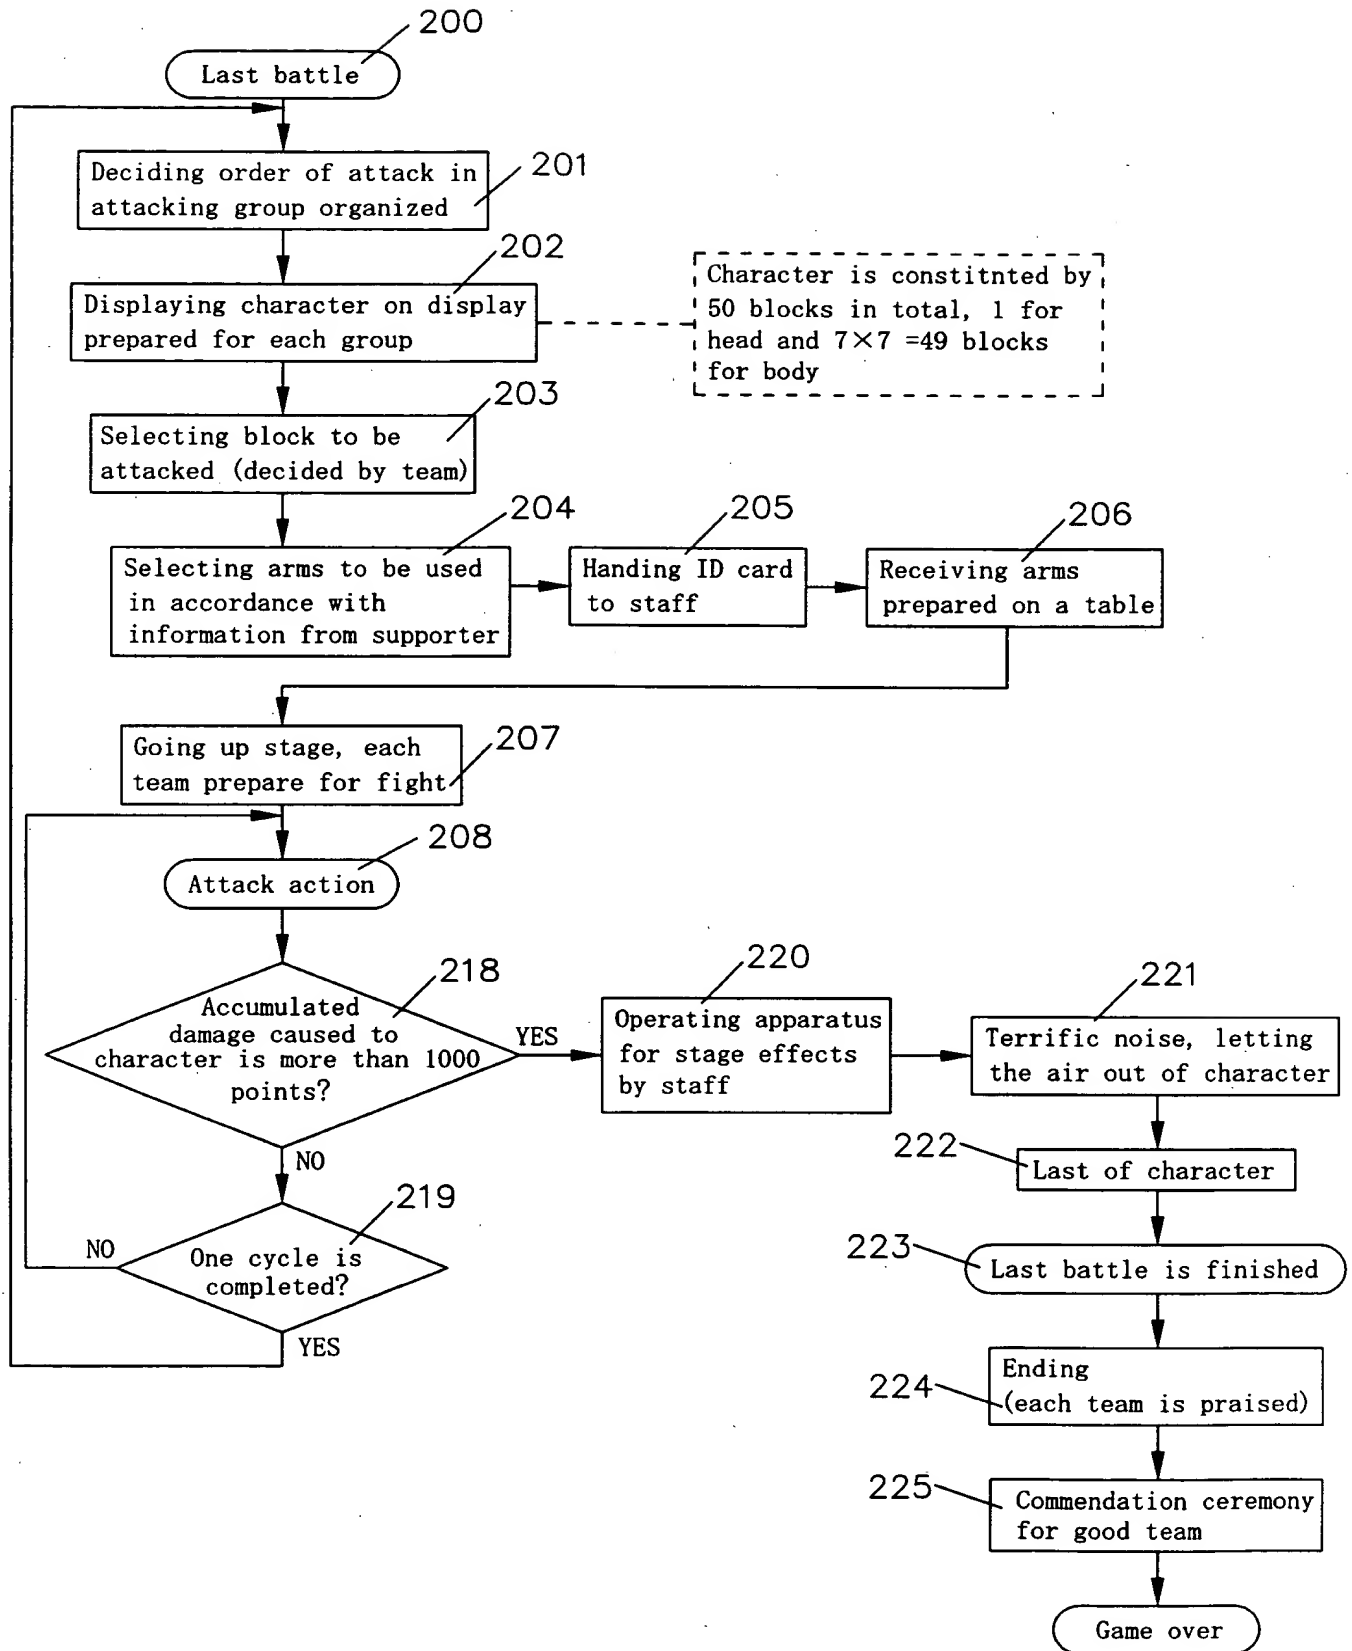 200
Last battle
Deciding order of attack in
attacking group organized
201
202
Displaying character on display
prepared for each group
Character is constitnted by
50 blocks in total, 1 for
head and 7×7 =49 blocks
for body
203
Selecting block to be
attacked (decided by team)
204
Selecting arms to be used
in accordance with
information from supporter
205
Handing ID card
to staff
206
Receiving arms
prepared on a table
Going up stage, each
team prepare for fight
207
208
Attack action
218
Accumulated
damage caused to
character is more than 1000
points?
YES
NO
219
One cycle is
completed?
NO
YES
220
Operating apparatus
for stage effects
by staff
221
Terrific noise, letting
the air out of character
222
Last of character
223
Last battle is finished
224
Ending
(each team is praised)
225
Commendation ceremony
for good team
Game over